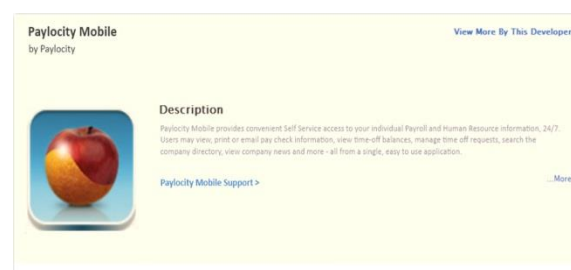 Paylocity Mobile
View More By This Developer
by Paylocity
Description
Paylocity Mobile provides convenient Self Service access to your individual Payroll and Human Resource information, 24/7.
Users may view, print or email pay check information, view time-off balances, manage time off requests, search the
company directory, view company news and more - all from a single, easy to use application.
Paylocity Mobile Support >
...More